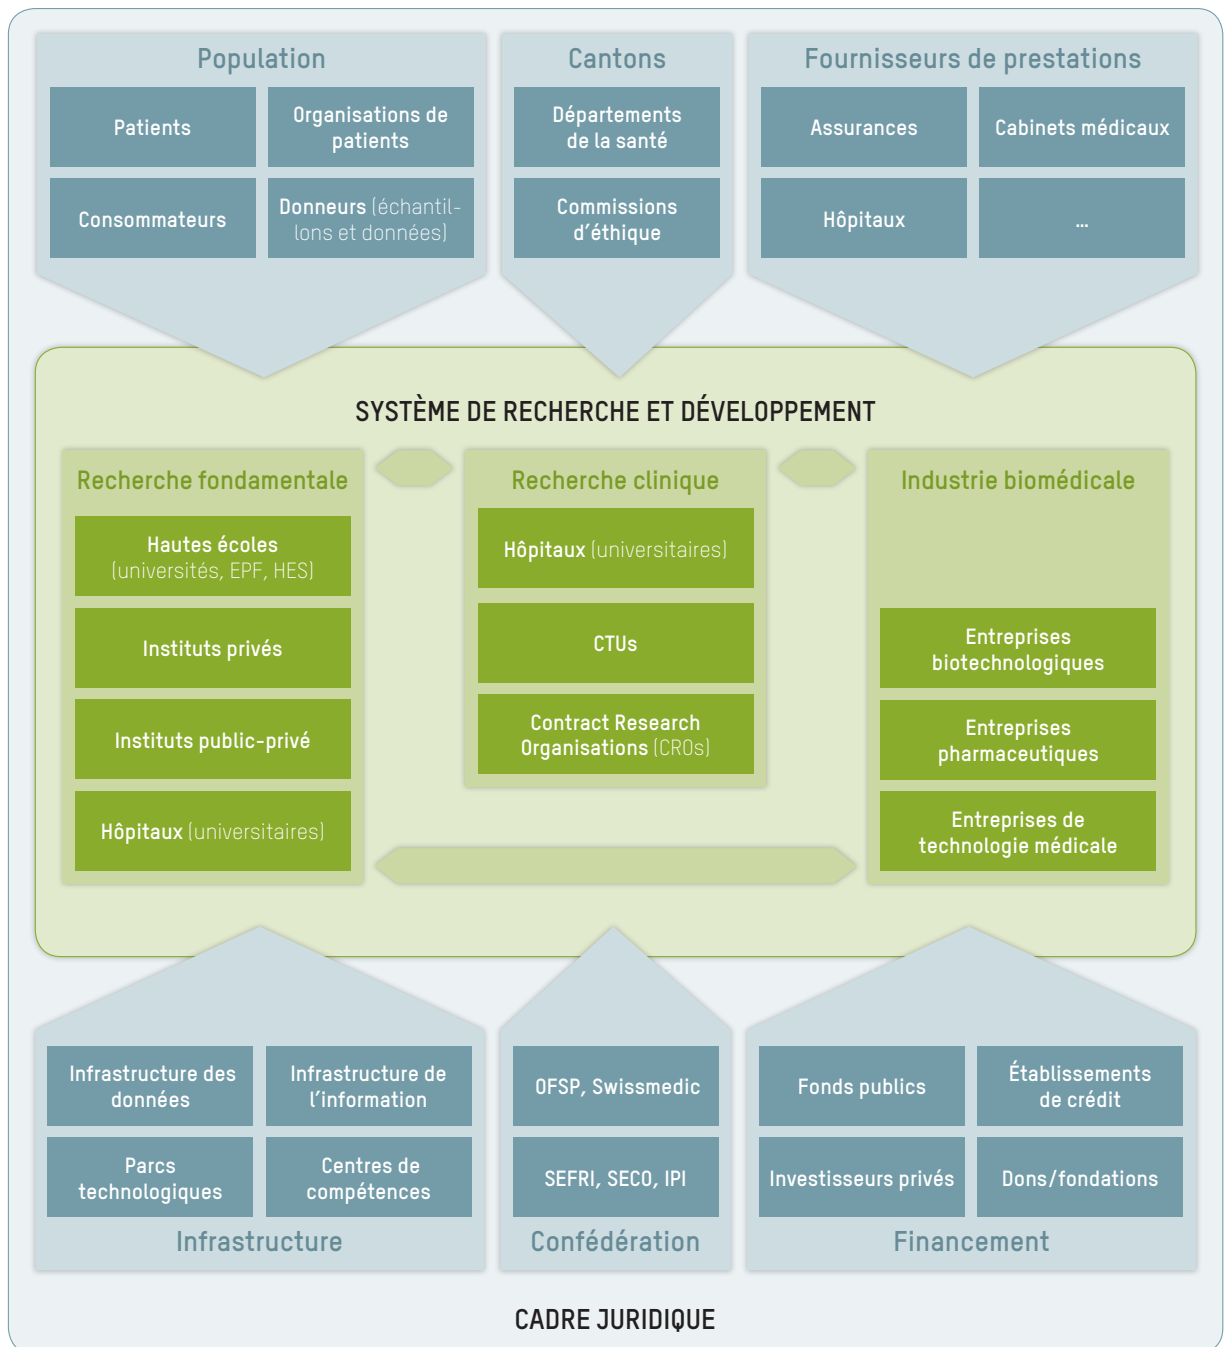 Population
Patients
Organisations de
patients
Consommateurs
Donneurs (échantil-
lons et données)
Cantons
Départements
de la santé
Commissions
d’éthique
Fournisseurs de prestations
Assurances
Cabinets médicaux
Hôpitaux
...
SYSTÈME DE RECHERCHE ET DÉVELOPPEMENT
Recherche fondamentale
Hautes écoles
(universités, EPF, HES)
Instituts privés
Instituts public-privé
Hôpitaux (universitaires)
Recherche clinique
Hôpitaux (universitaires)
CTUs
Contract Research
Organisations (CROs)
Industrie biomédicale
Entreprises
biotechnologiques
Entreprises
pharmaceutiques
Entreprises de
technologie médicale
Infrastructure des
données
Infrastructure de
l’information
Parcs
technologiques
Centres de
compétences
Infrastructure
OFSP, Swissmedic
SEFRI, SECO, IPI
Confédération
Fonds publics
Établissements
de crédit
Investisseurs privés
Dons/fondations
Financement
CADRE JURIDIQUE